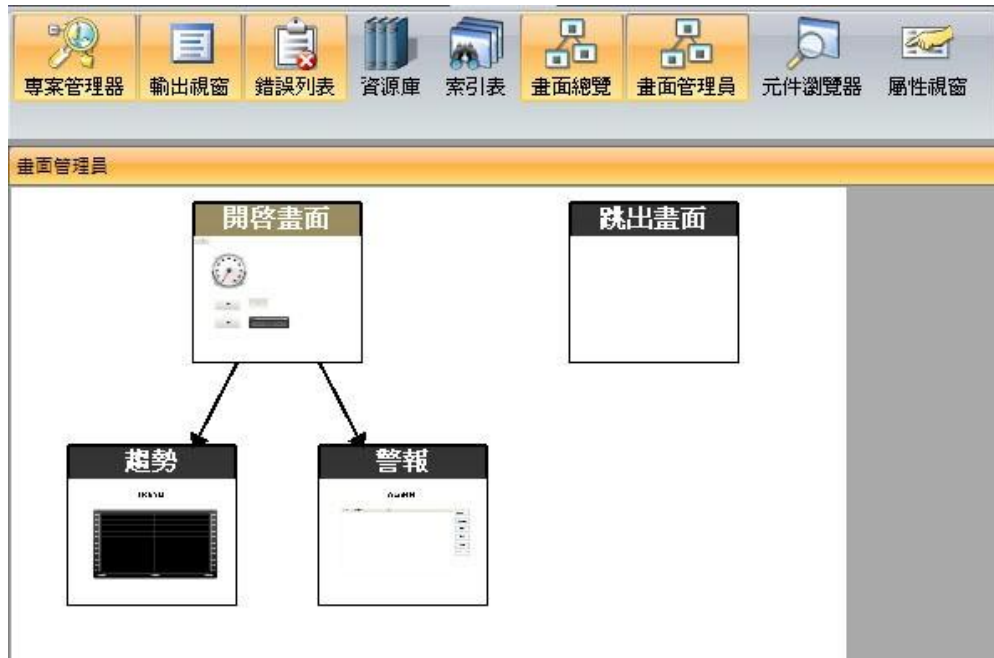 專案管理器 輸出視窗 錯誤列表 資源庫 索引表 畫面總覽 畫面管理員 元件瀏覽器 屬性視窗
畫面管理員
開啓畫面 跳出畫面
趨勢 警報